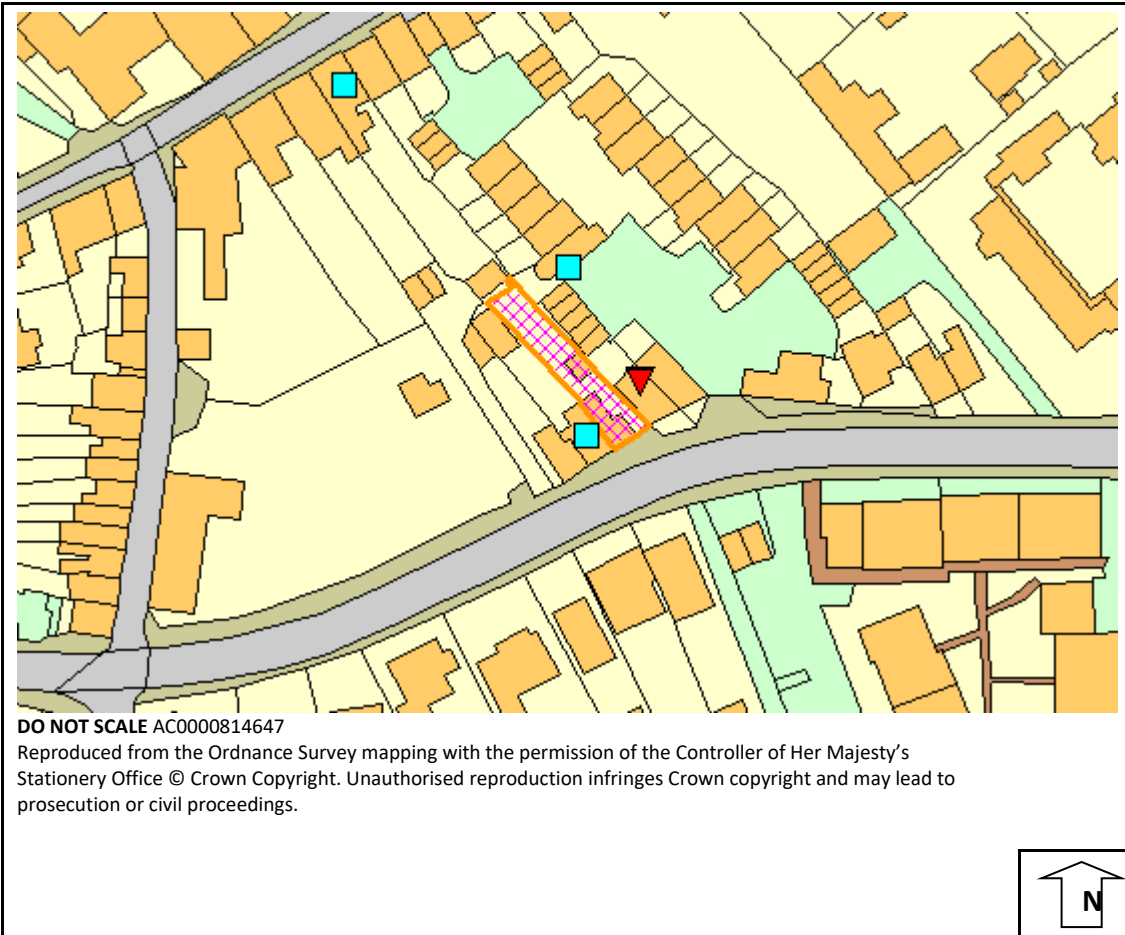 DO NOT SCALE AC0000814647
Reproduced from the Ordnance Survey mapping with the permission of the Controller of Her Majesty’s
Stationery Office © Crown Copyright. Unauthorised reproduction infringes Crown copyright and may lead to
prosecution or civil proceedings.
N